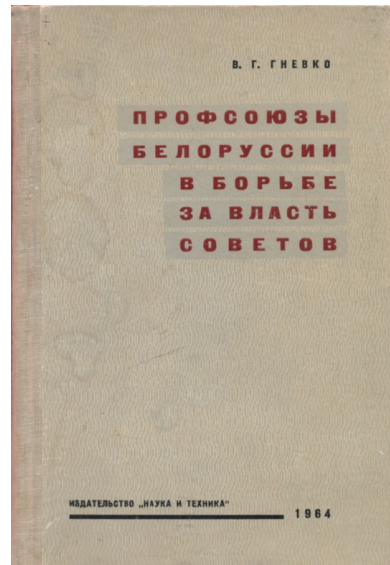 В. Г. ГНЕВКО
ПРОФСОЮЗЫ
БЕЛОРУССИИ
В БОРЬБЕ
ЗА ВЛАСТЬ
СОВЕТОВ
ИЗДАТЕЛЬСТВО „НАУКА И ТЕХНИКА“
1964